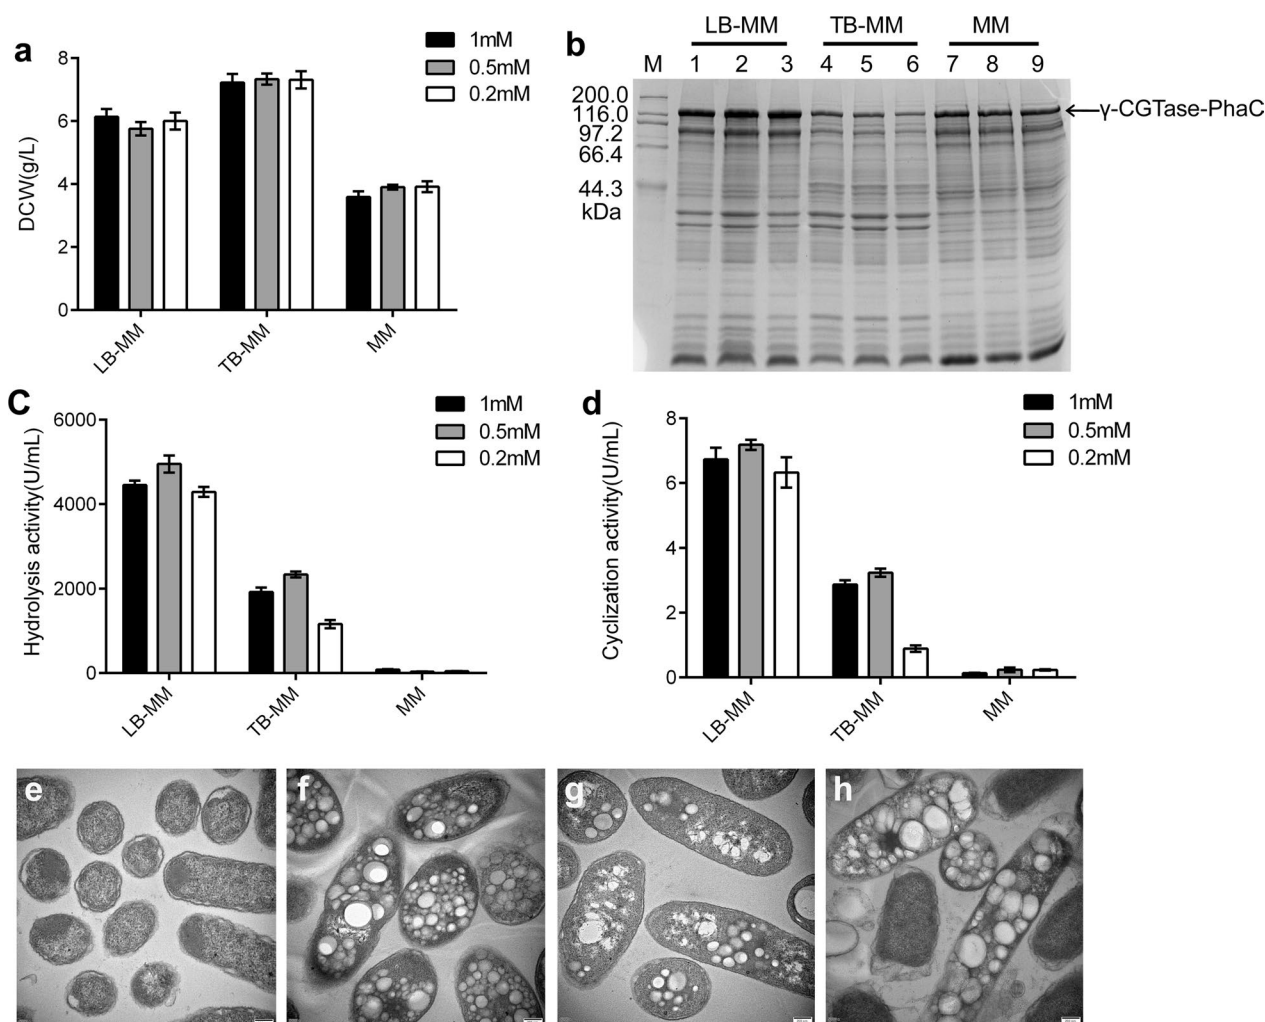 a
1mM
0.5mM
0.2mM
DCW(g/L)
8
6
4
2
0
LB-MM
TB-MM
MM
b
LB-MM TB-MM MM
M 1 2 3 4 5 6 7 8 9
200.0
116.0
97.2
66.4
44.3
kDa
γ-CGTase-PhaC
C
1mM
0.5mM
0.2mM
Hydrolysis activity(U/mL)
6000
4000
2000
0
LB-MM
TB-MM
MM
d
1mM
0.5mM
0.2mM
Cyclization activity(U/mL)
8
6
4
2
0
LB-MM
TB-MM
MM
e
f
g
h